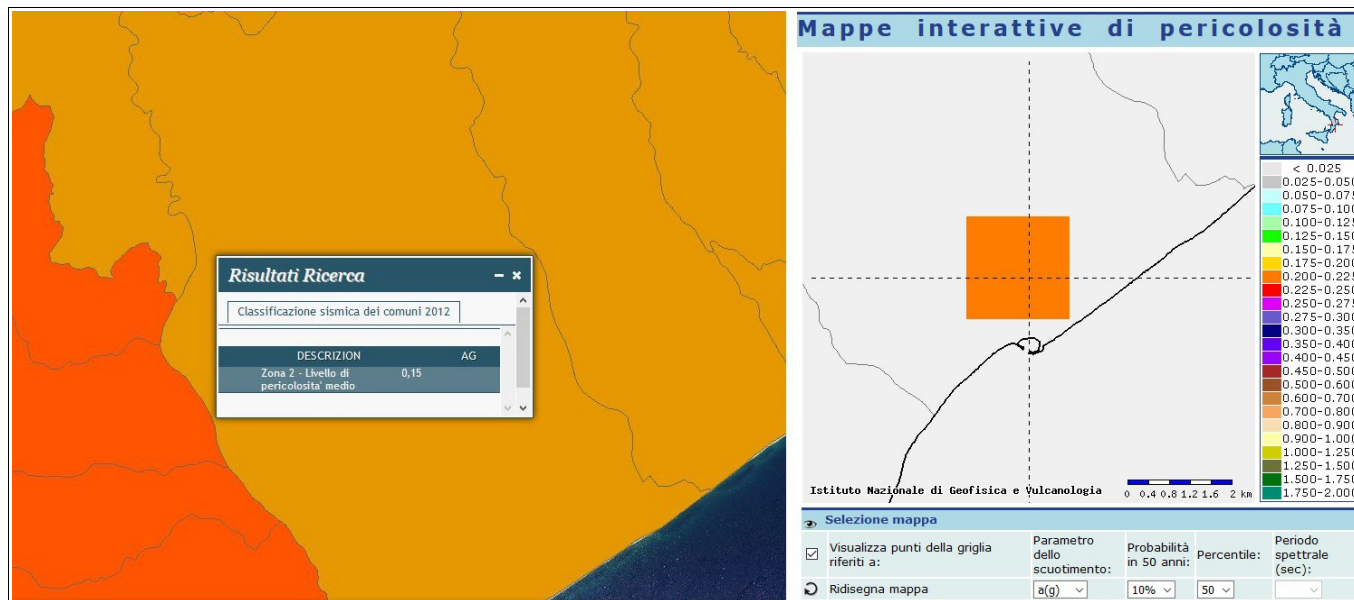 Risultati Ricerca
Classificazione sismica dei comuni 2012
DESCRIZION AG
Zona 2 - Livello di 0,15
pericolosita' medio
Mappe interattive di pericolosità
< 0.025
0.025-0.050
0.050-0.075
0.075-0.100
0.100-0.125
0.125-0.150
0.150-0.175
0.175-0.200
0.200-0.225
0.225-0.250
0.250-0.275
0.275-0.300
0.300-0.350
0.350-0.400
0.400-0.450
0.450-0.500
0.500-0.600
0.600-0.700
0.700-0.800
0.800-0.900
0.900-1.000
1.000-1.250
1.250-1.500
1.500-1.750
1.750-2.000
Istituto Nazionale di Geofisica e Vulcanologia
0 0.4 0.8 1.2 1.6 2 km
Selezione mappa
Visualizza punti della griglia
riferiti a:
Parametro
dello
scuotimento:
Probabilità
in 50 anni:
Percentile:
Periodo
spettrale
(sec):
Ridisegna mappa
a(g)
10%
50